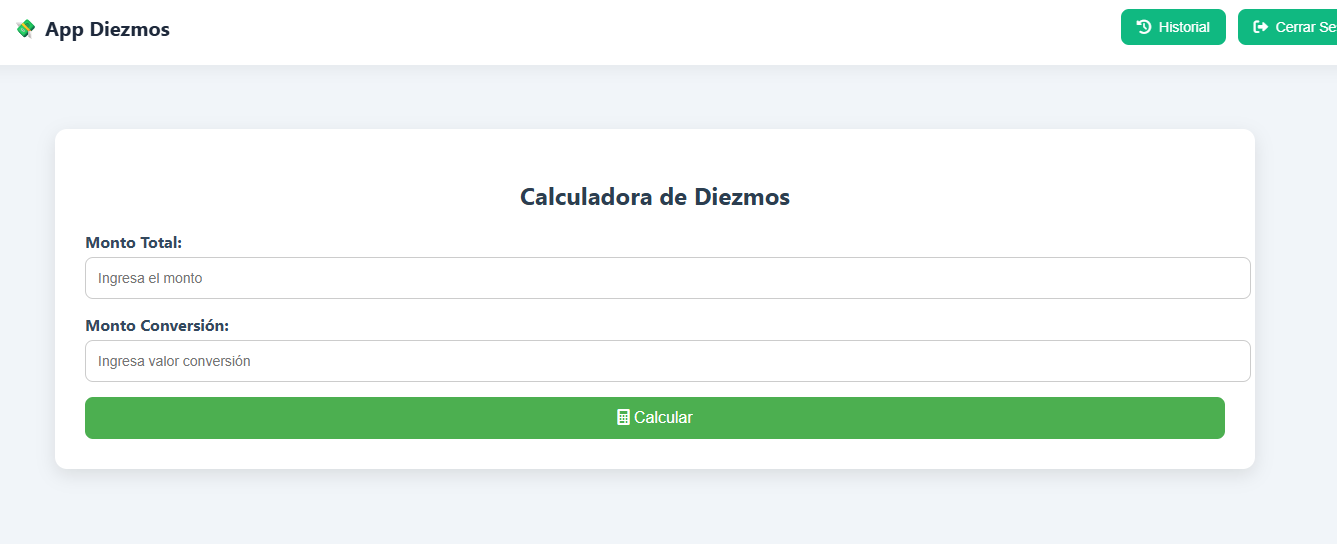 App Diezmos
Historial
Cerrar Se
Calculadora de Diezmos
Monto Total:
Ingresa el monto
Monto Conversión:
Ingresa valor conversión
Calcular